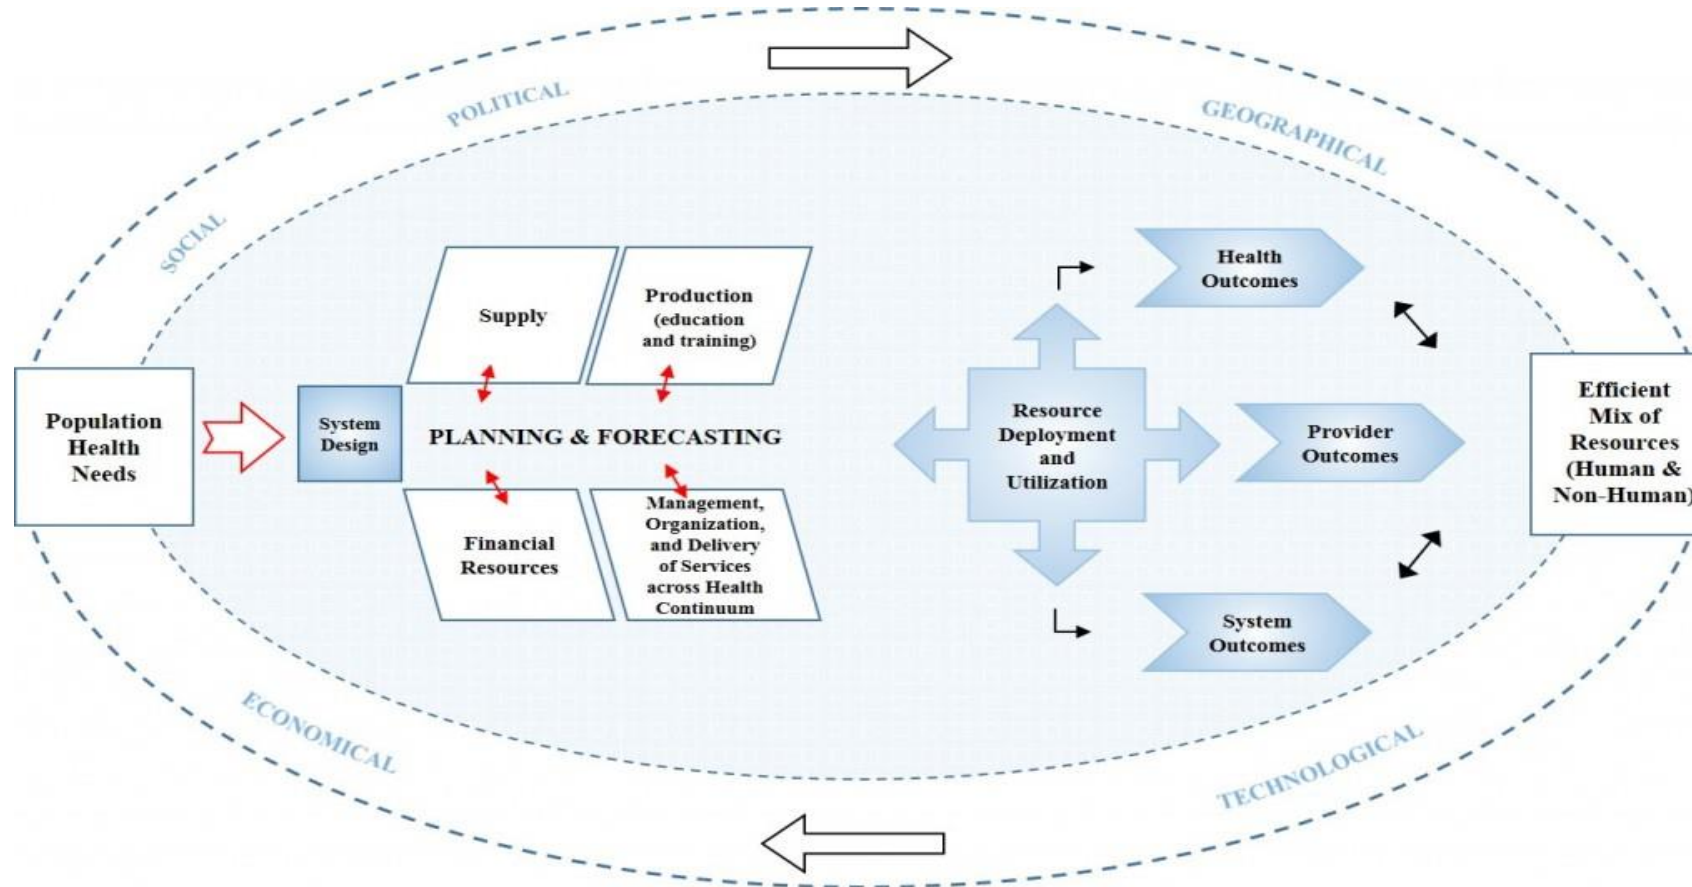 POLITICAL
GEOGRAPHICAL
SOCIAL
Supply
Production
(education
and training)
Health
Outcomes
Population
Health
Needs
System
Design
PLANNING & FORECASTING
Resource
Deployment
and
Utilization
Provider
Outcomes
Efficient
Mix of
Resources
(Human &
Non-Human)
Financial
Resources
Management,
Organization,
and Delivery
of Services
across Health
Continuum
System
Outcomes
ECONOMICAL
TECHNOLOGICAL